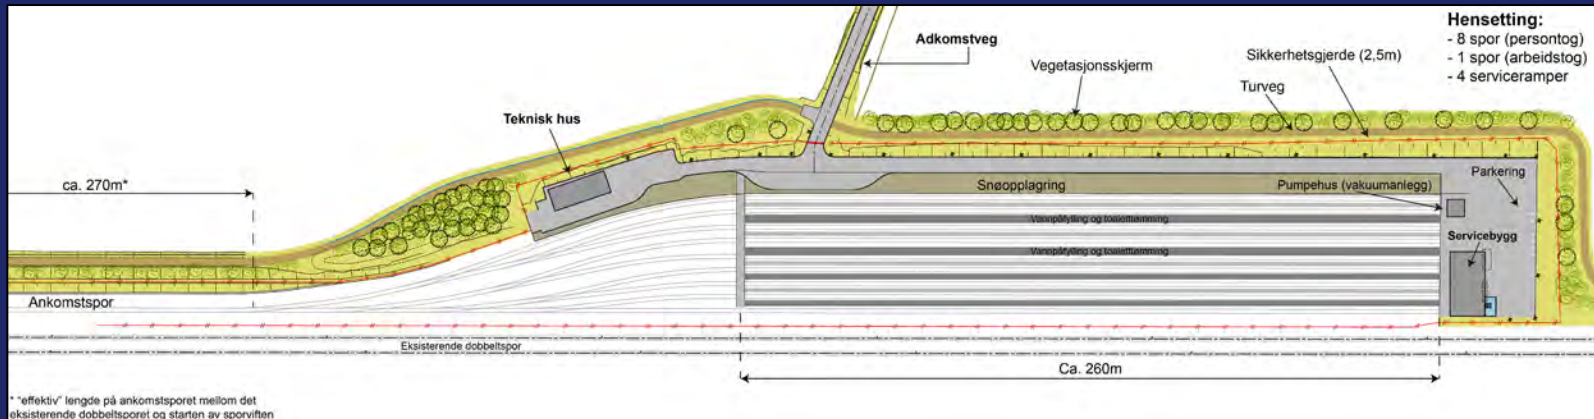 Hensetting:
- 8 spor (persontog)
- 1 spor (arbeidstog)
- 4 serviceramper
Adkomstveg
Vegetasjonsskjerm
Sikkerhetsgjerde (2,5m)
Turveg
Teknisk hus
ca. 270m*
Snøopplagring
Pumpehus (vakuumanlegg)
Parkering
Vannpåfylling og toalettømming
Servicebygg
Vannpåfylling og toalettømming
Ankomstspor
Eksisterende dobbeltspor
Ca. 260m
* "effektiv" lengde på ankomstsporet mellom det
eksisterende dobbeltsporet og starten av sporviften